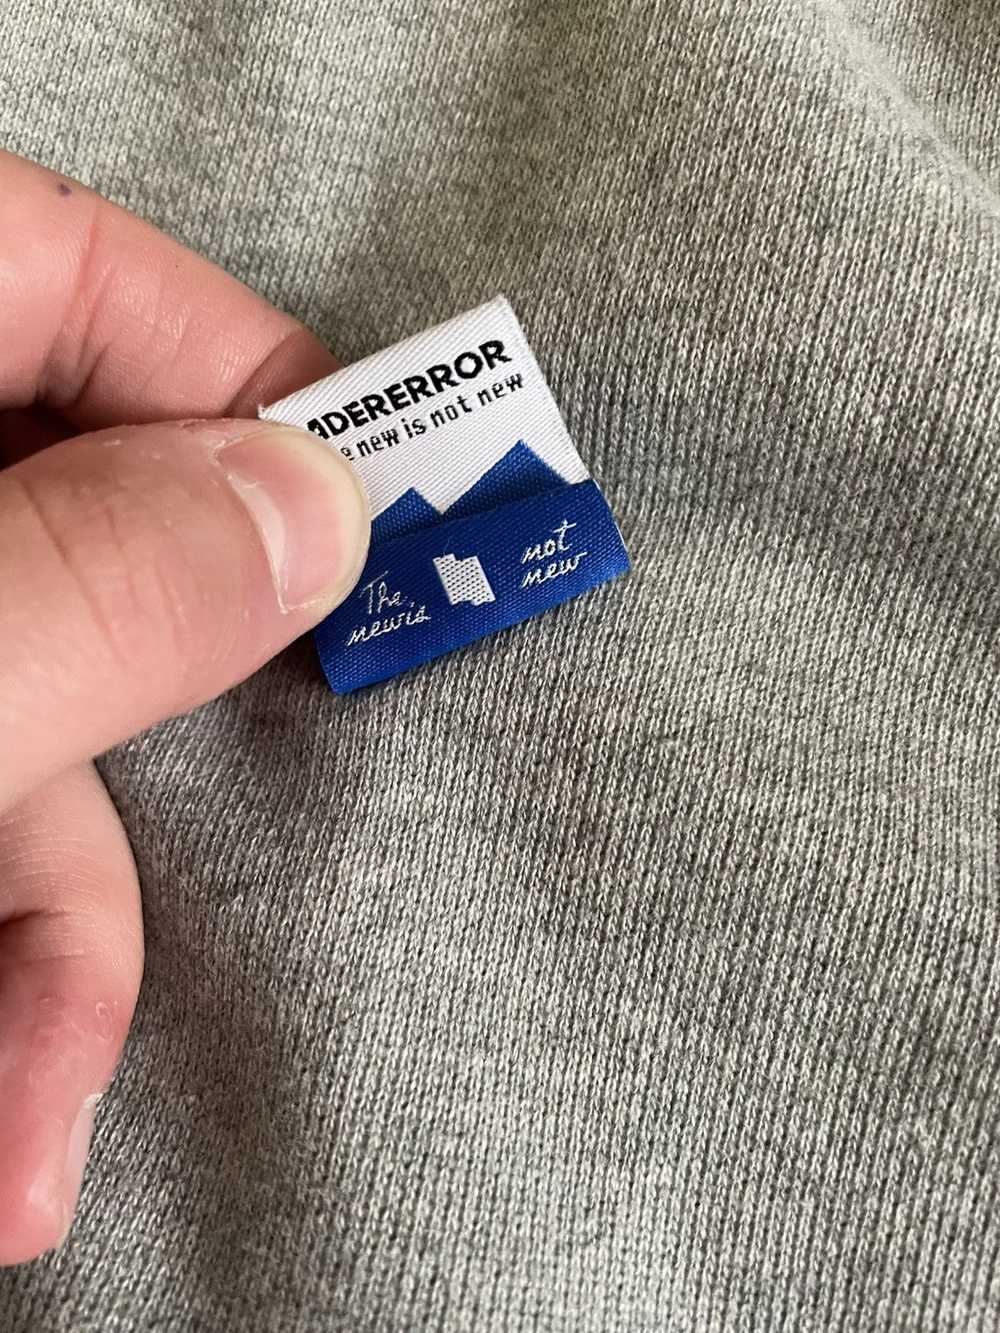 ADERERROR
new is not new
The
new is
not
new